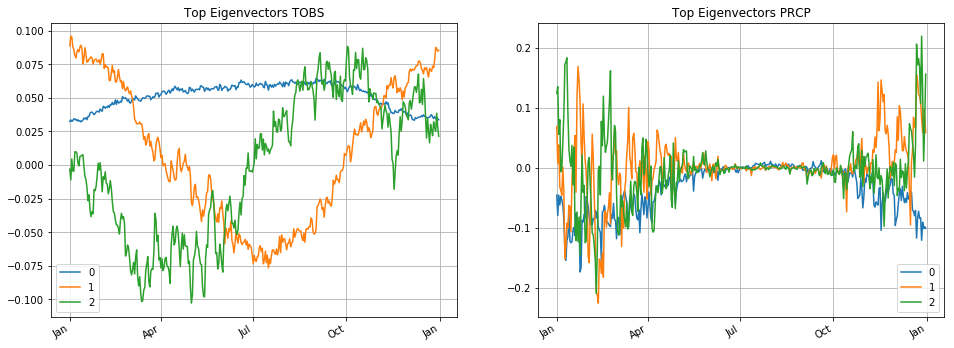 Top Eigenvectors TOBS
0.100
0.075
0.050
0.025
0.000
−0.025
−0.050
−0.075
−0.100
0
1
2
Jan
Apr
Jul
Oct
Jan
Top Eigenvectors PRCP
0.2
0.1
0.0
−0.1
−0.2
0
1
2
Jan
Apr
Jul
Oct
Jan